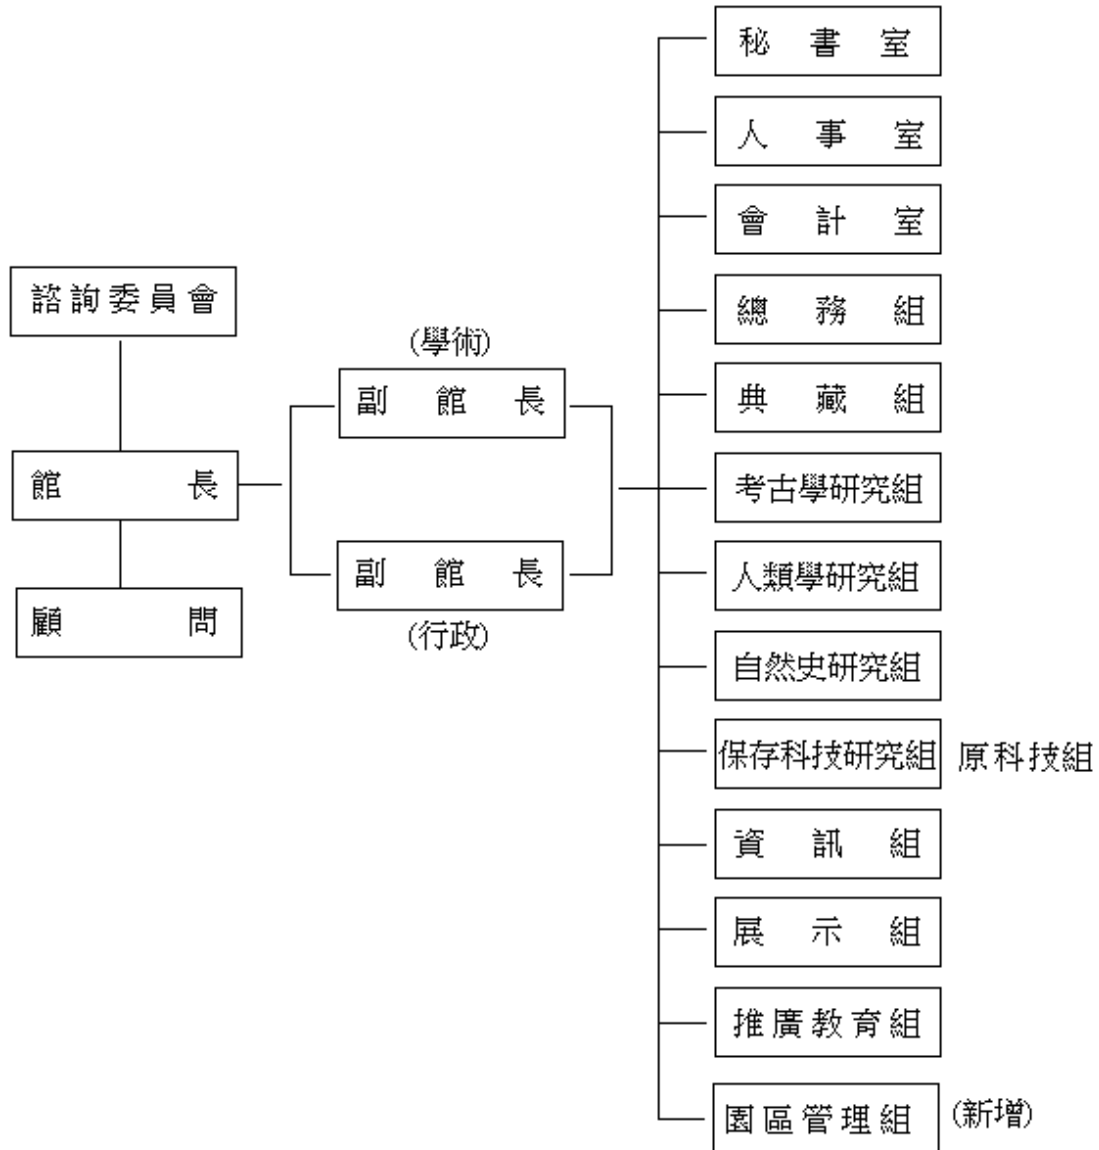 諮詢委員會
館長
顧問
(學術)
副館長
副館長
(行政)
秘書室
人事室
會計室
總務組
典藏組
考古學研究組
人類學研究組
自然史研究組
保存科技研究組 原科技組
資訊組
展示組
推廣教育組
園區管理組 (新增)